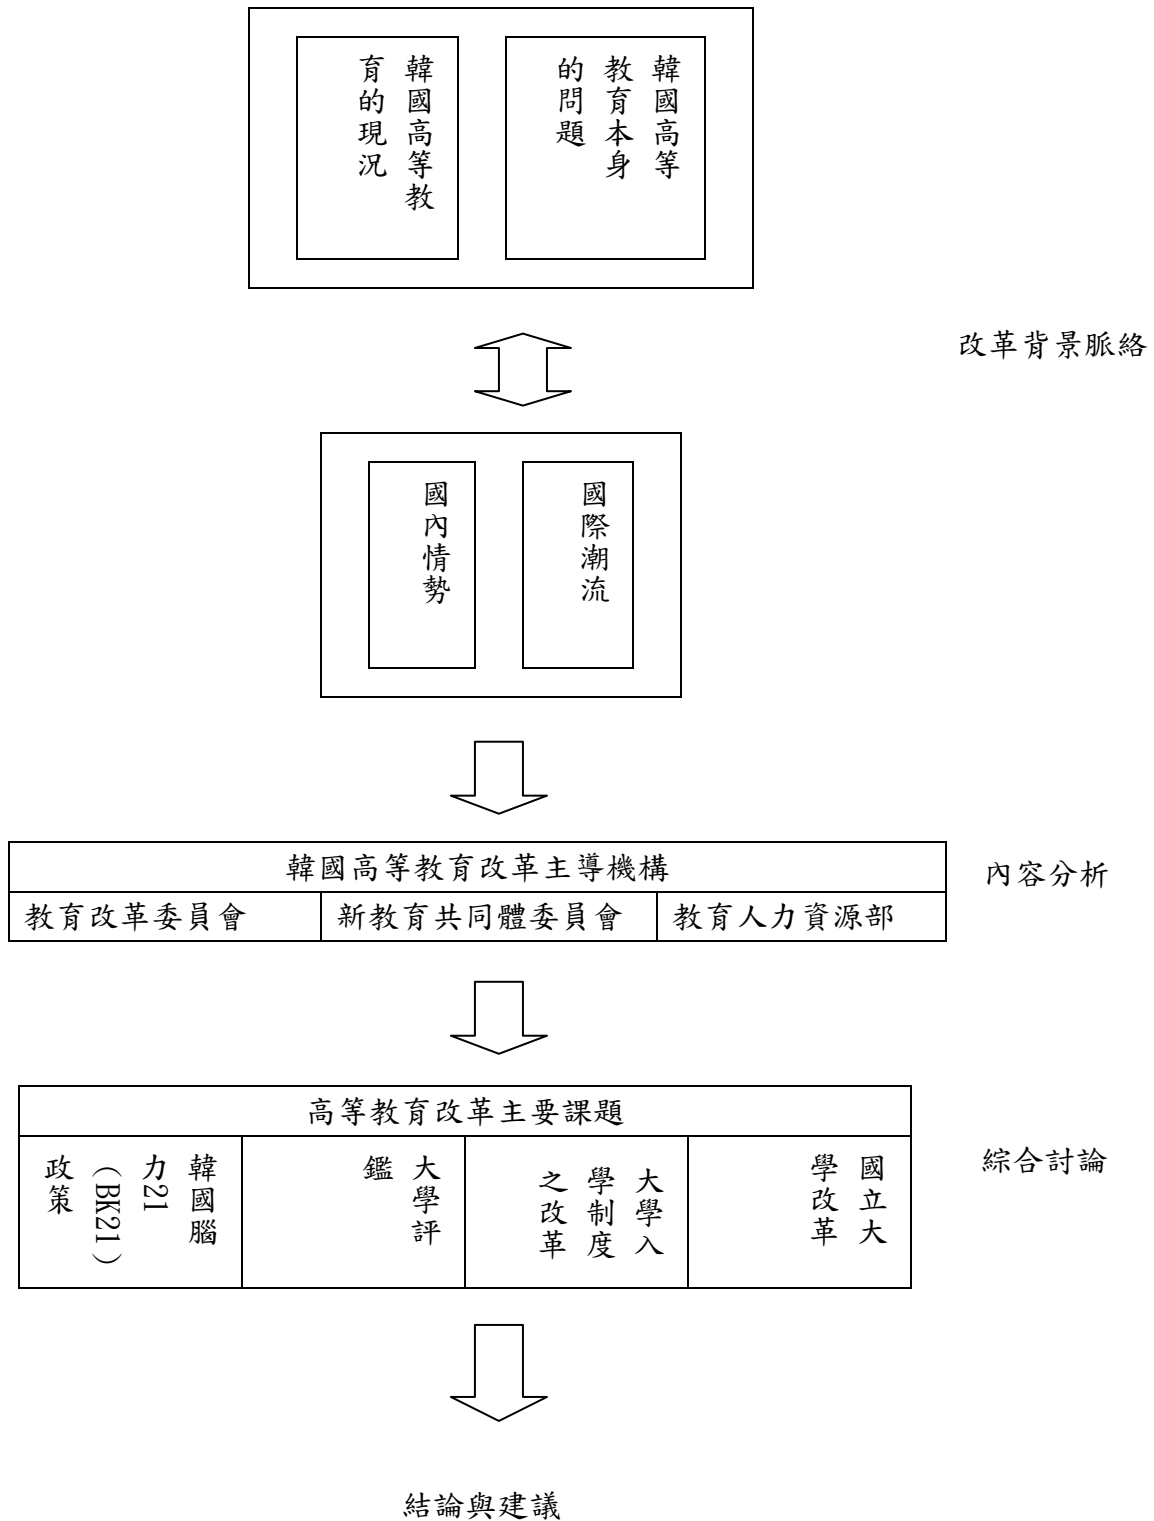 韓國高等教
育的現況
韓國高等
教育本身
的問題
改革背景脈絡
國內情勢
國際潮流
韓國高等教育改革主導機構
教育改革委員會
新教育共同體委員會
教育人力資源部
內容分析
高等教育改革主要課題
韓國腦
力21
（BK21）
政策
大學評
鑑
大學入
學制度
之改革
國立大
學改革
綜合討論
結論與建議